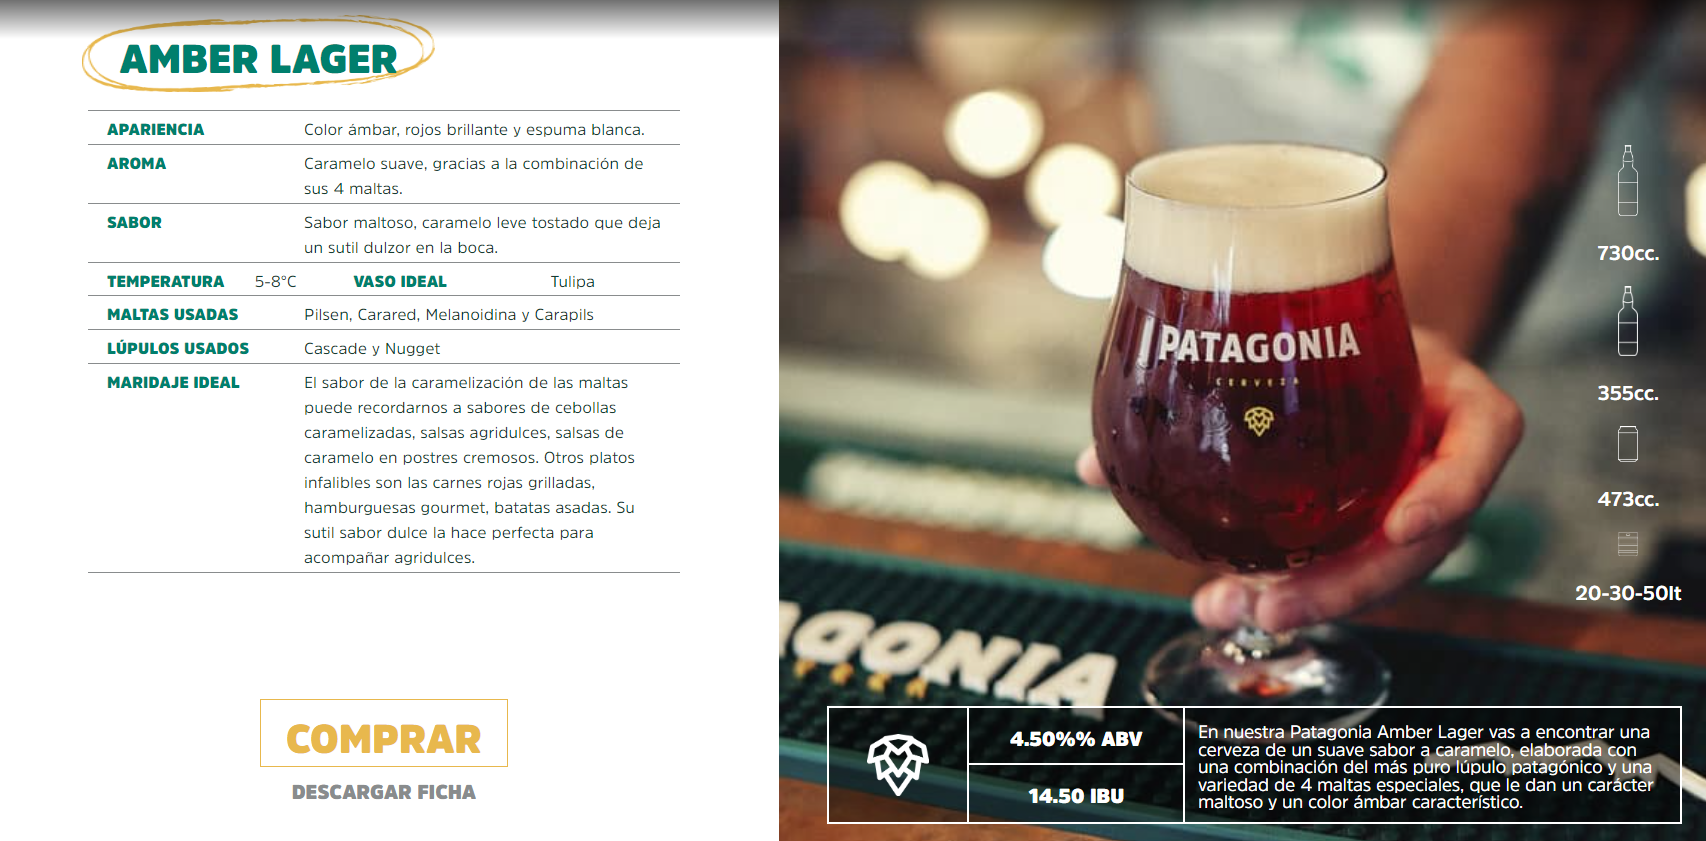 AMBER LAGER
APARIENCIA Color ámbar, rojos brillante y espuma blanca.
AROMA Caramelo suave, gracias a la combinación de
sus 4 maltas.
SABOR Sabor maltoso, caramelo leve tostado que deja
un sutil dulzor en la boca.
TEMPERATURA 5-8°C VASO IDEAL Tulipa
MALTAS USADAS Pilsen, Carared, Melanoidina y Carapils
LÚPULOS USADOS Cascade y Nugget
MARIDAJE IDEAL El sabor de la caramelización de las maltas
puede recordarnos a sabores de cebollas
caramelizadas, salsas agridulces, salsas de
caramelo en postres cremosos. Otros platos
infalibles son las carnes rojas grilladas,
hamburguesas gourmet, batatas asadas. Su
sutil sabor dulce la hace perfecta para
acompañar agridulces.
COMPRAR
DESCARGAR FICHA
PATAGONIA
CERVEZA
730cc.
355cc.
473cc.
20-30-50lt
AGONIA
4.50%% ABV
14.50 IBU
En nuestra Patagonia Amber Lager vas a encontrar una
cerveza de un suave sabor a caramelo, elaborada con
una combinación del más puro lúpulo patagónico y una
variedad de 4 maltas especiales, que le dan un carácter
maltoso y un color ámbar característico.